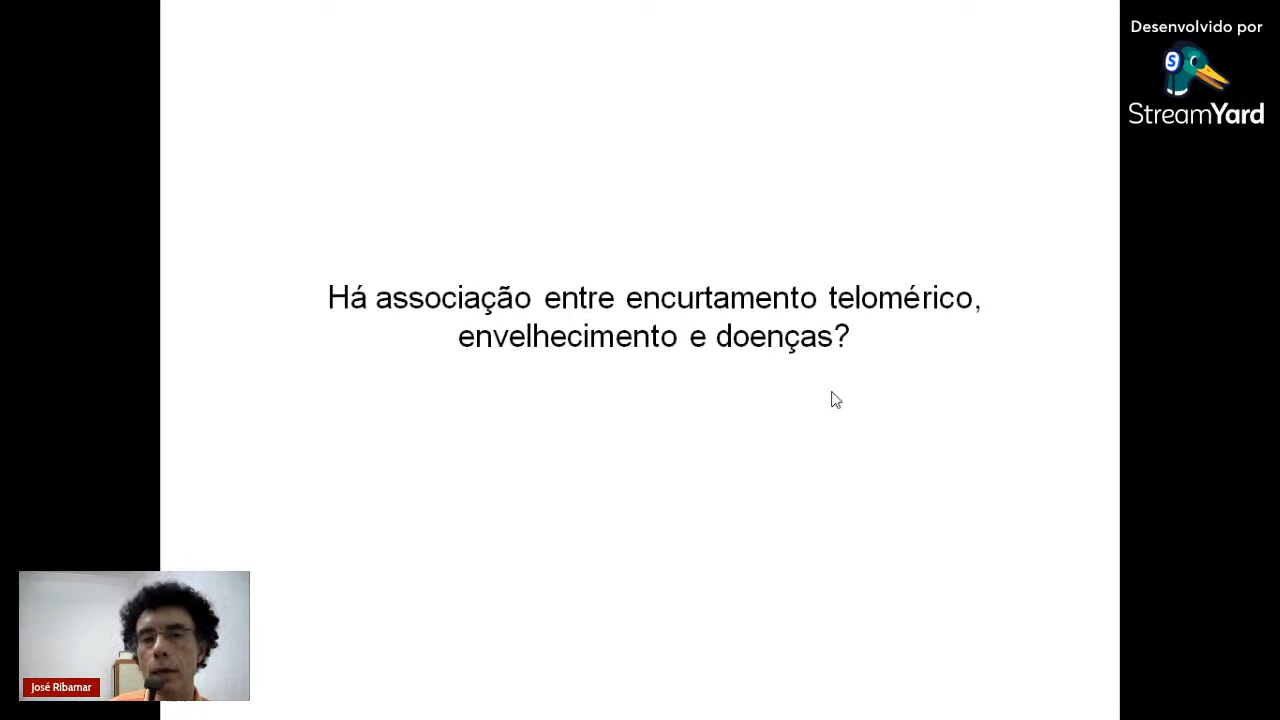 Desenvolvido por
StreamYard
Há associação entre encurtamento telomérico,
envelhecimento e doenças?
José Ribamar